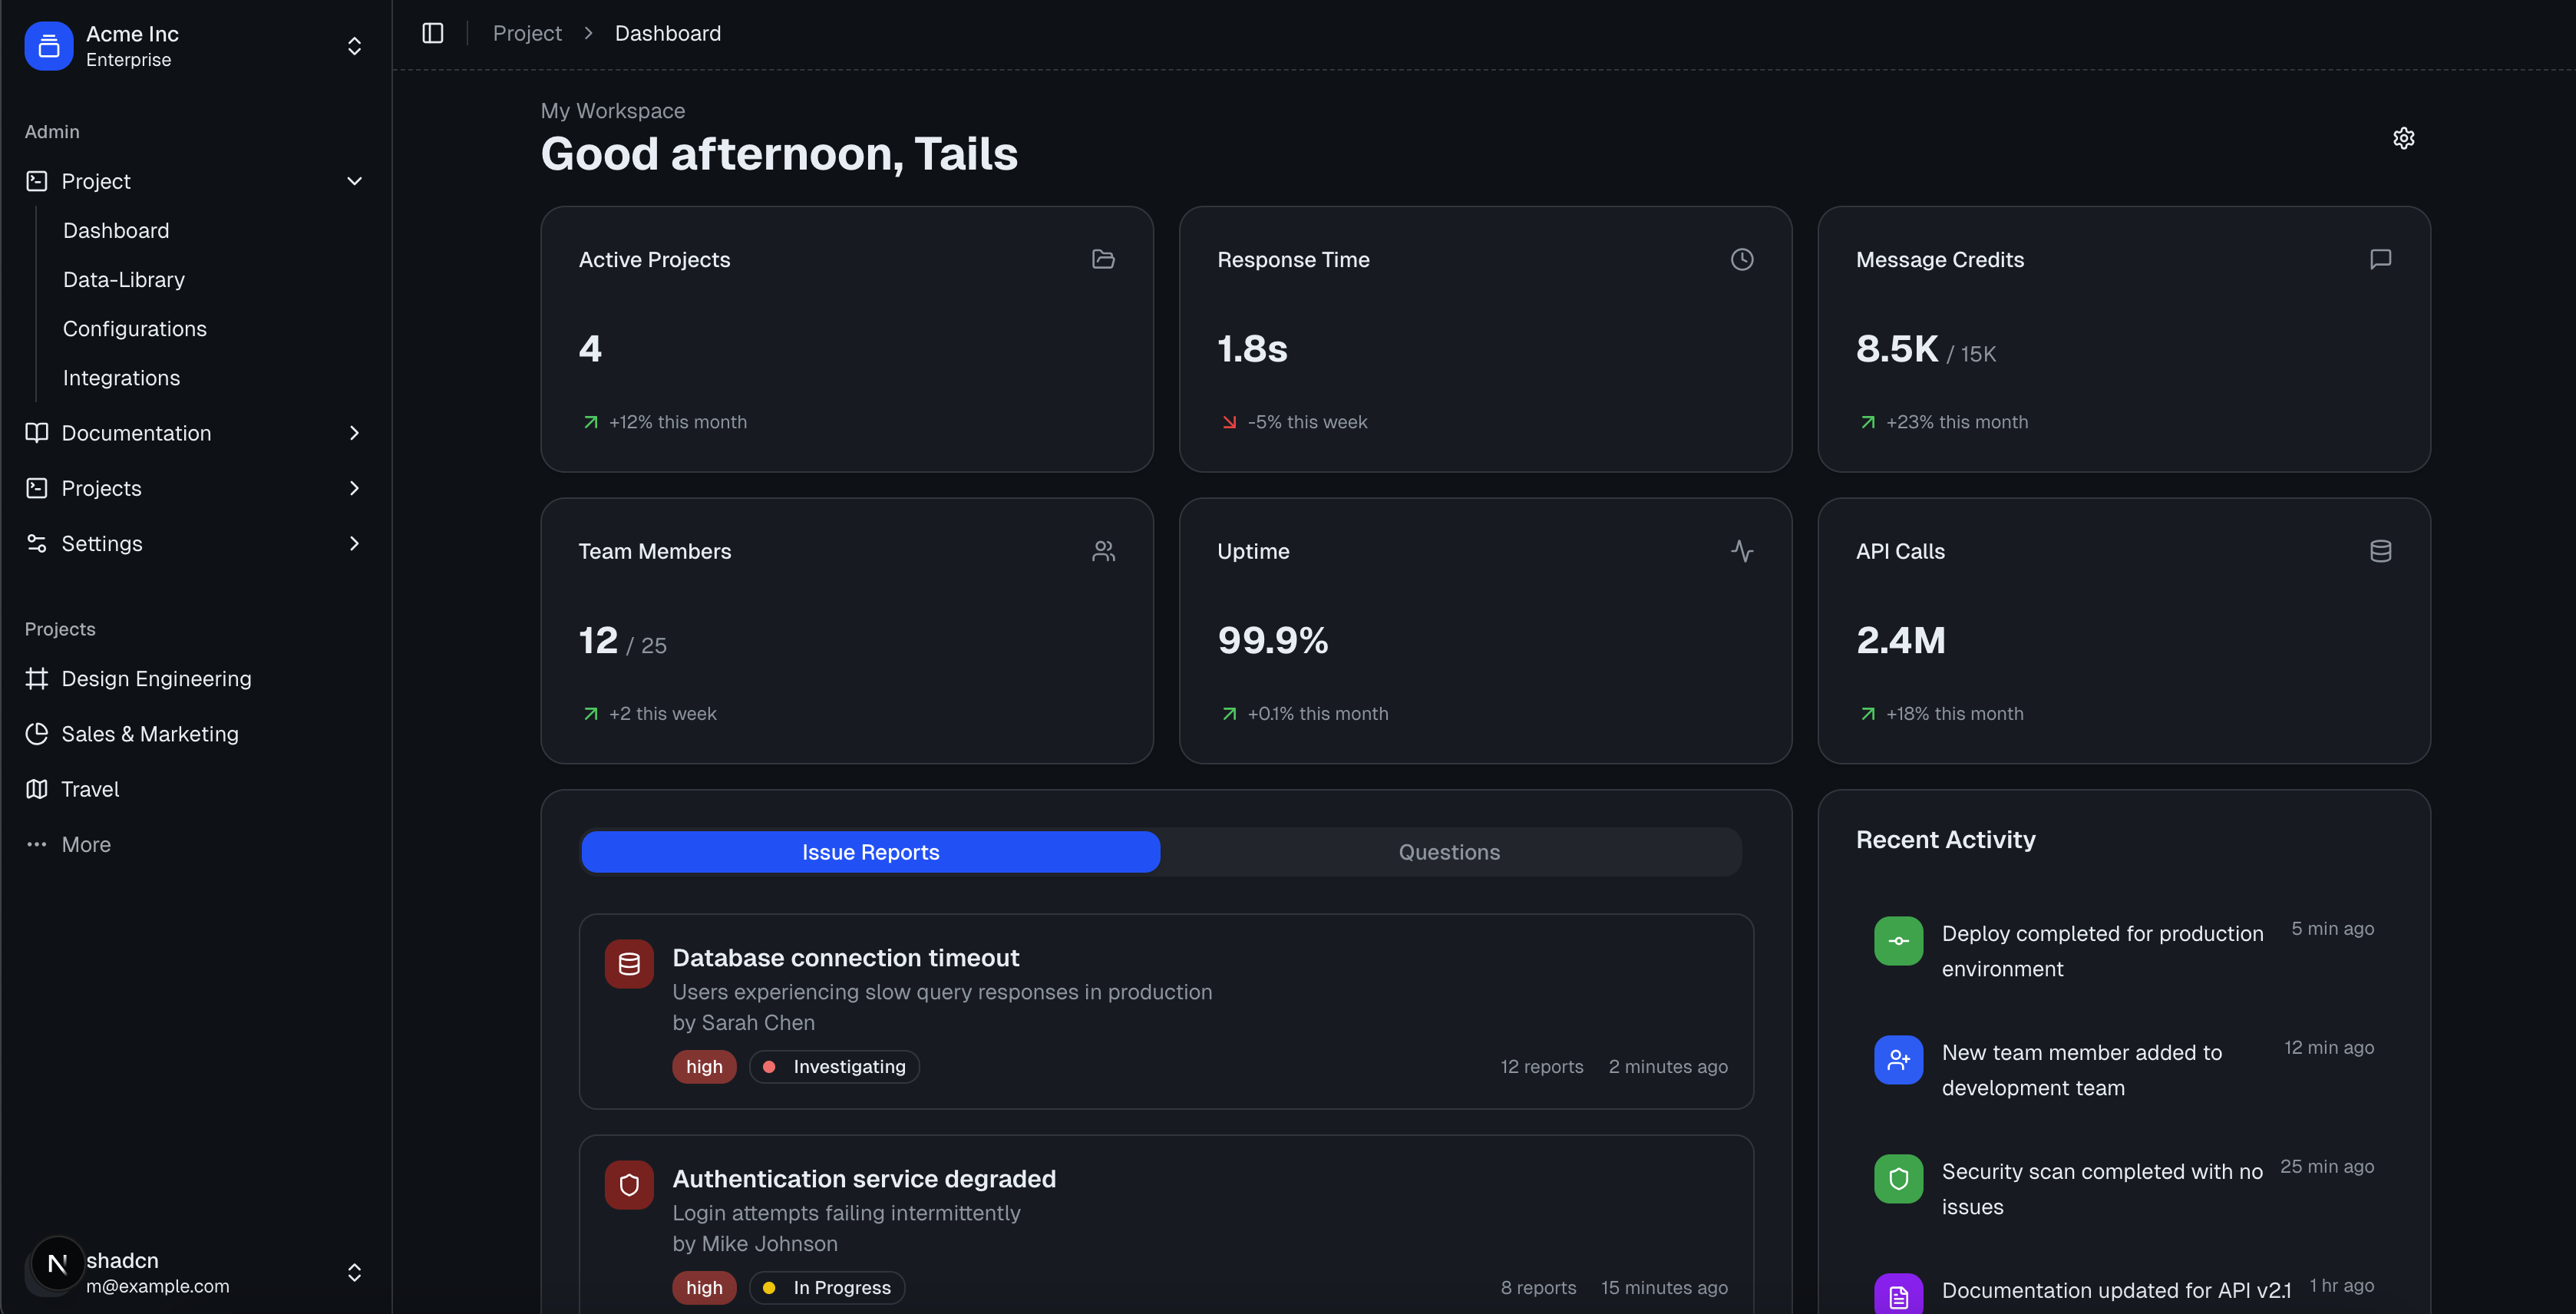 Acme Inc
Enterprise
Admin
Project
Dashboard
Data-Library
Configurations
Integrations
Documentation
Projects
Settings
Projects
Design Engineering
Sales & Marketing
Travel
More
N
shadcn
m@example.com
Project > Dashboard
My Workspace
Good afternoon, Tails
Active Projects
4
+12% this month
Response Time
1.8s
-5% this week
Message Credits
8.5K / 15K
+23% this month
Team Members
12 / 25
+2 this week
Uptime
99.9%
+0.1% this month
API Calls
2.4M
+18% this month
Issue Reports
Questions
Database connection timeout
Users experiencing slow query responses in production
by Sarah Chen
high Investigating 12 reports 2 minutes ago
Authentication service degraded
Login attempts failing intermittently
by Mike Johnson
high In Progress 8 reports 15 minutes ago
Recent Activity
Deploy completed for production 5 min ago
environment
New team member added to 12 min ago
development team
Security scan completed with no 25 min ago
issues
Documentation updated for API v2.1 1 hr ago